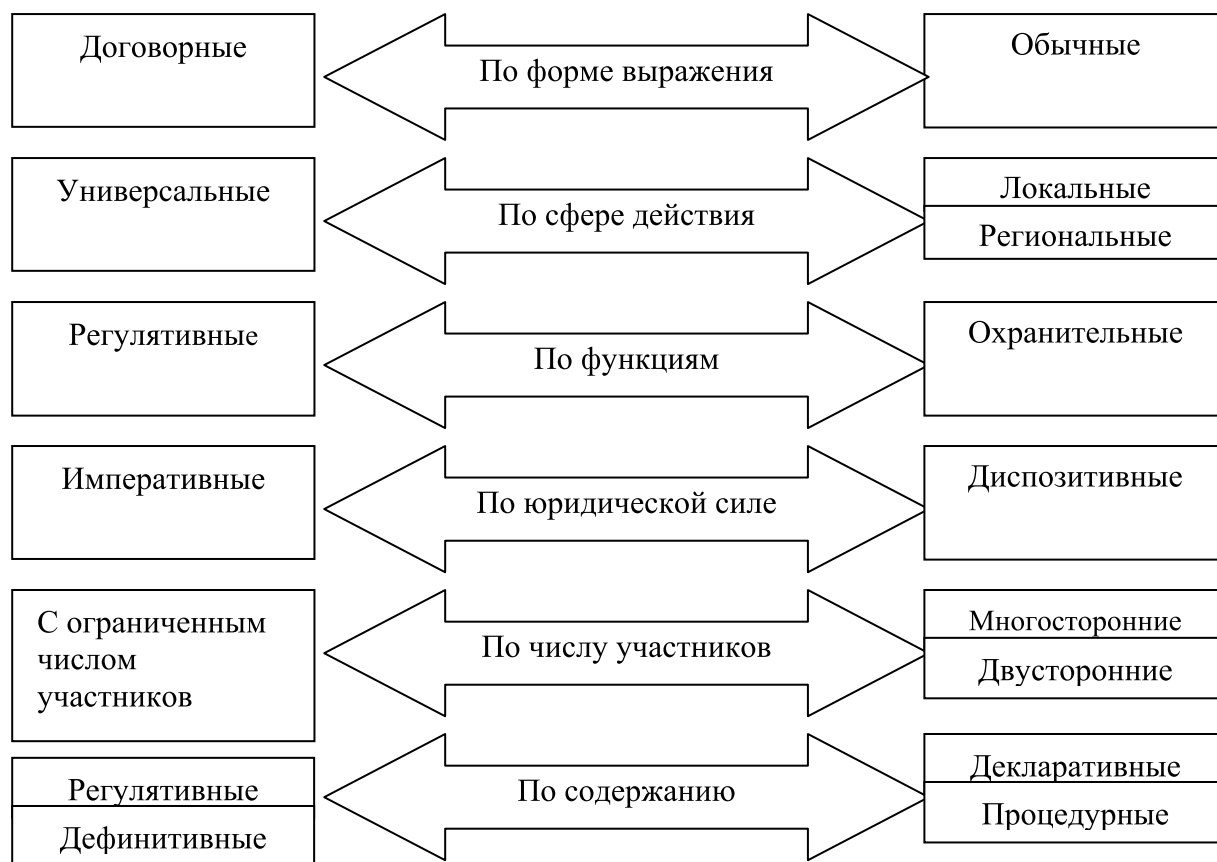 Договорные
По форме выражения
Обычные
Универсальные
По сфере действия
Локальные
Региональные
Регулятивные
По функциям
Охранительные
Императивные
По юридической силе
Диспозитивные
С ограниченным
числом
участников
По числу участников
Многосторонние
Двусторонние
Регулятивные
Дефинитивные
По содержанию
Декларативные
Процедурные